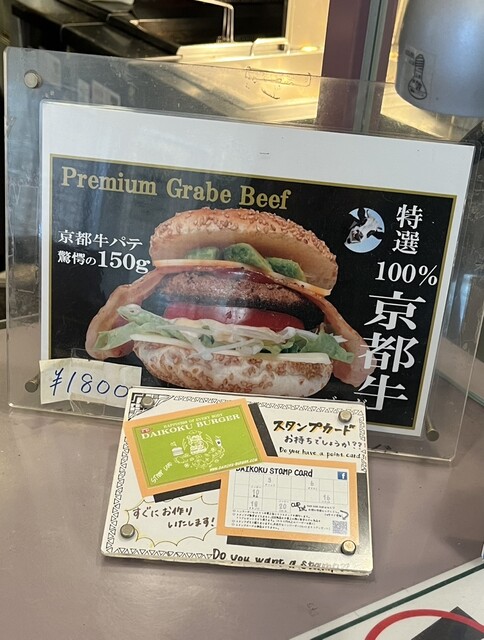 Premium Grabe Beef
特選
100%
京都牛
京都牛パテ
驚愕の150g
¥1800
DAIKOKU BURGER
スタンプカード
お持ちでしょうか??
Do you have a point card
DAIKOKU STAMP CARD
すぐにお作り
いたします!
Do you want a